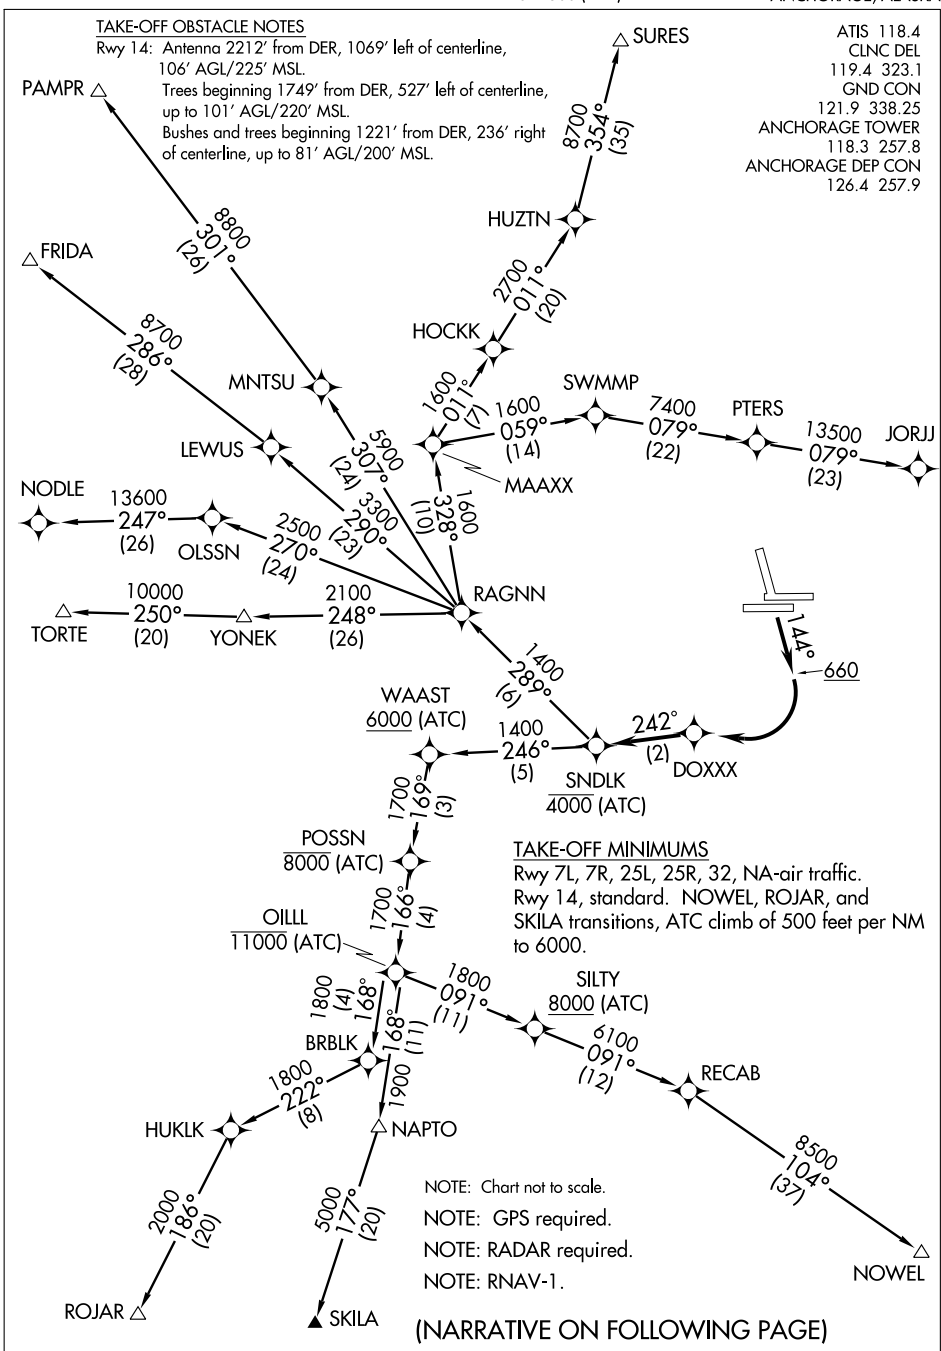 TAKE-OFF OBSTACLE NOTES
Rwy 14: Antenna 2212' from DER, 1069' left of centerline,
106' AGL/225' MSL.
Trees beginning 1749' from DER, 527' left of centerline,
up to 101' AGL/220' MSL.
Bushes and trees beginning 1221' from DER, 236' right
of centerline, up to 81' AGL/200' MSL.
ATIS 118.4
CLNC DEL
119.4 323.1
GND CON
121.9 338.25
ANCHORAGE TOWER
118.3 257.8
ANCHORAGE DEP CON
126.4 257.9
SURES
8700
354°
(35)
PAMPR
8800
301°
(26)
HUZTN
2700
011°
(20)
FRIDA
8700
286°
(28)
HOCKK
1600
011°
(7)
MNTSU
5900
307°
(24)
SWMMP
1600
059°
(14)
7400
079°
(22)
PTERS
13500
079°
(23)
JORJJ
LEWUS
3300
290°
(23)
MAAXX
1600
328°
(10)
NODLE
13600
247°
(26)
OLSSN
2500
270°
(24)
RAGNN
TORTE
10000
250°
(20)
YONEK
2100
248°
(26)
144°
660
1400
289°
(6)
WAAST
6000 (ATC)
1400
246°
(5)
242°
(2)
DOXXX
SNDLK
4000 (ATC)
1700
169°
(3)
POSSN
8000 (ATC)
1700
166°
(4)
TAKE-OFF MINIMUMS
Rwy 7L, 7R, 25L, 25R, 32, NA-air traffic.
Rwy 14, standard. NOWEL, ROJAR, and
SKILA transitions, ATC climb of 500 feet per NM
to 6000.
OILLL
11000 (ATC)
1800
(4)
168°
168°
(11)
1900
1800
091°
(11)
SILTY
8000 (ATC)
6100
091°
(12)
RECAB
BRBLK
1800
222°
(8)
HUKLK
NAPTO
8500
104°
(37)
NOWEL
2000
186°
(20)
ROJAR
5000
177°
(20)
SKILA
NOTE: Chart not to scale.
NOTE: GPS required.
NOTE: RADAR required.
NOTE: RNAV-1.
(NARRATIVE ON FOLLOWING PAGE)